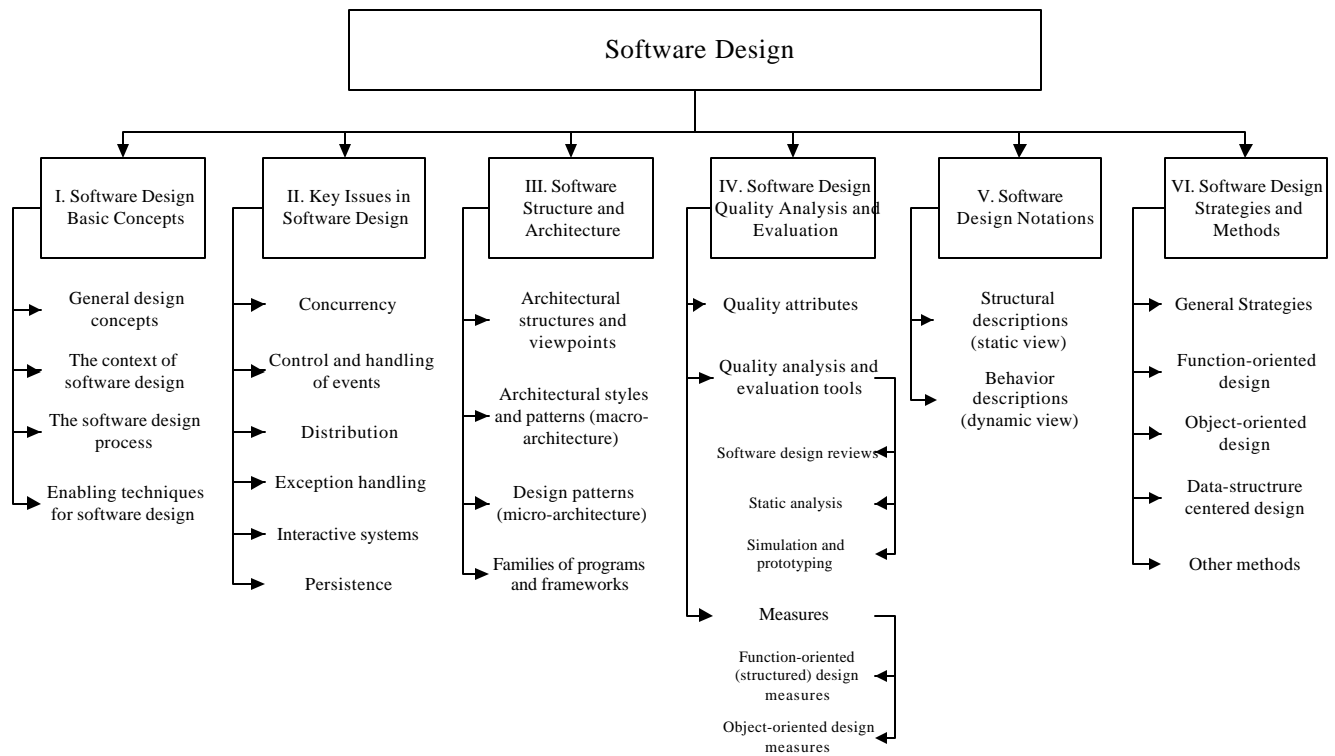 Software Design
I. Software Design
Basic Concepts
General design
concepts
The context of
software design
The software design
process
Enabling techniques
for software design
II. Key Issues in
Software Design
Concurrency
Control and handling
of events
Distribution
Exception handling
Interactive systems
Persistence
III. Software
Structure and
Architecture
Architectural
structures and
viewpoints
Architectural styles
and patterns (macro-
architecture)
Design patterns
(micro-architecture)
Families of programs
and frameworks
IV. Software Design
Quality Analysis and
Evaluation
Quality attributes
Quality analysis and
evaluation tools
Software design reviews
Static analysis
Simulation and
prototyping
Measures
Function-oriented
(structured) design
measures
Object-oriented design
measures
V. Software
Design Notations
Structural
descriptions
(static view)
Behavior
descriptions
(dynamic view)
VI. Software Design
Strategies and
Methods
General Strategies
Function-oriented
design
Object-oriented
design
Data-structrure
centered design
Other methods